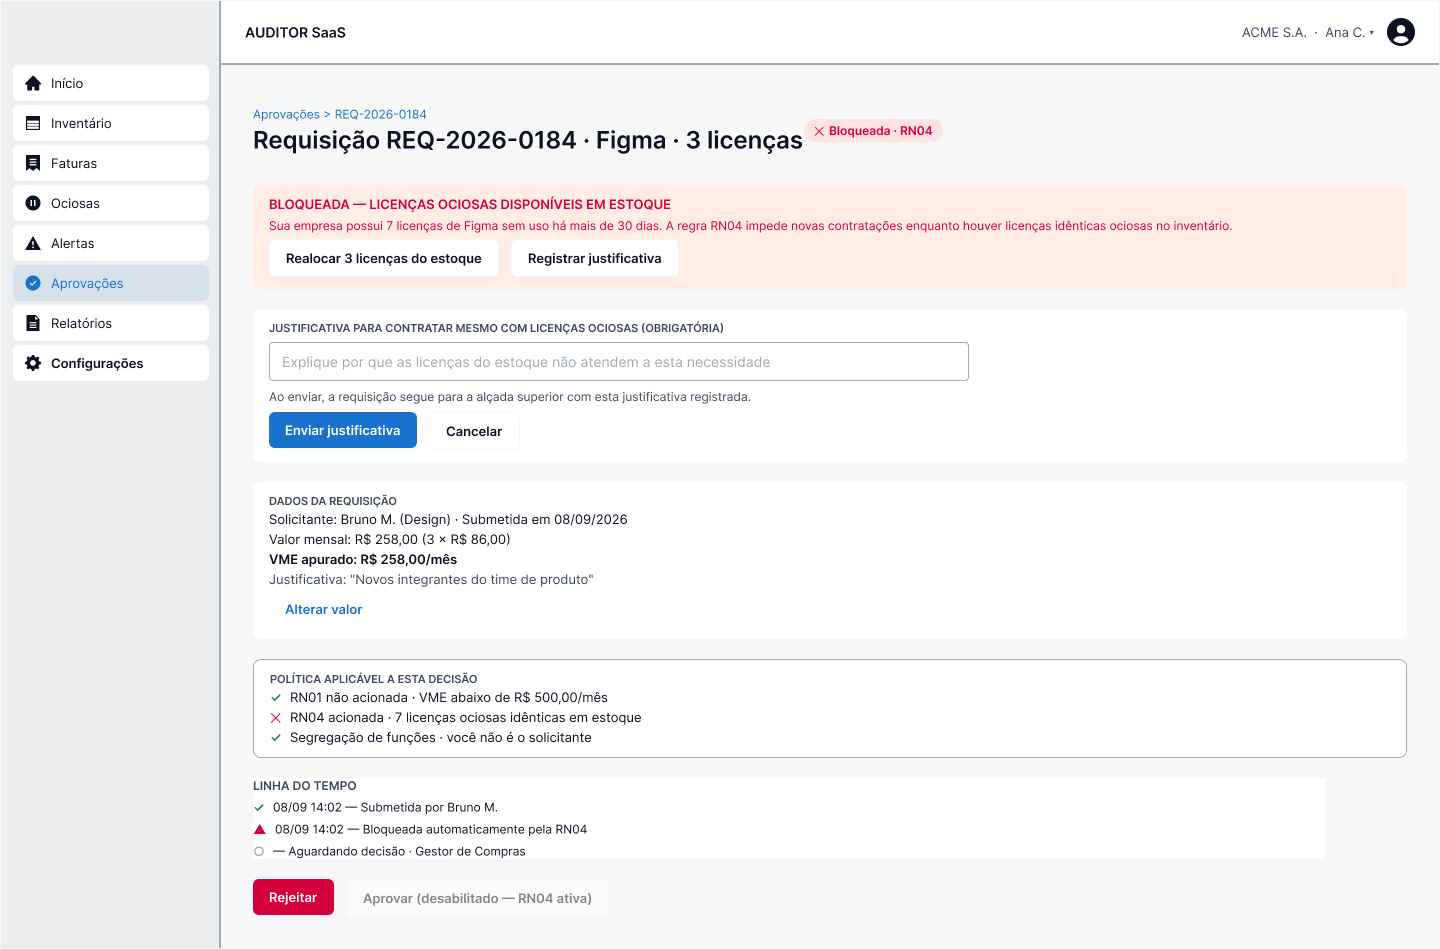 AUDITOR SaaS
ACME S.A. · Ana C. ▾
Início
Inventário
Faturas
Ociosas
Alertas
Aprovações
Relatórios
Configurações
Aprovações > REQ-2026-0184
Requisição REQ-2026-0184 · Figma · 3 licenças
Bloqueada · RN04
BLOQUEADA — LICENÇAS OCIOSAS DISPONÍVEIS EM ESTOQUE
Sua empresa possui 7 licenças de Figma sem uso há mais de 30 dias. A regra RN04 impede novas contratações enquanto houver licenças idênticas ociosas no inventário.
Realocar 3 licenças do estoque
Registrar justificativa
JUSTIFICATIVA PARA CONTRATAR MESMO COM LICENÇAS OCIOSAS (OBRIGATÓRIA)
Explique por que as licenças do estoque não atendem a esta necessidade
Ao enviar, a requisição segue para a alçada superior com esta justificativa registrada.
Enviar justificativa
Cancelar
DADOS DA REQUISIÇÃO
Solicitante: Bruno M. (Design) · Submetida em 08/09/2026
Valor mensal: R$ 258,00 (3 × R$ 86,00)
VME apurado: R$ 258,00/mês
Justificativa: "Novos integrantes do time de produto"
Alterar valor
POLÍTICA APLICÁVEL A ESTA DECISÃO
RN01 não acionada · VME abaixo de R$ 500,00/mês
RN04 acionada · 7 licenças ociosas idênticas em estoque
Segregação de funções · você não é o solicitante
LINHA DO TEMPO
08/09 14:02 — Submetida por Bruno M.
08/09 14:02 — Bloqueada automaticamente pela RN04
— Aguardando decisão · Gestor de Compras
Rejeitar
Aprovar (desabilitado — RN04 ativa)